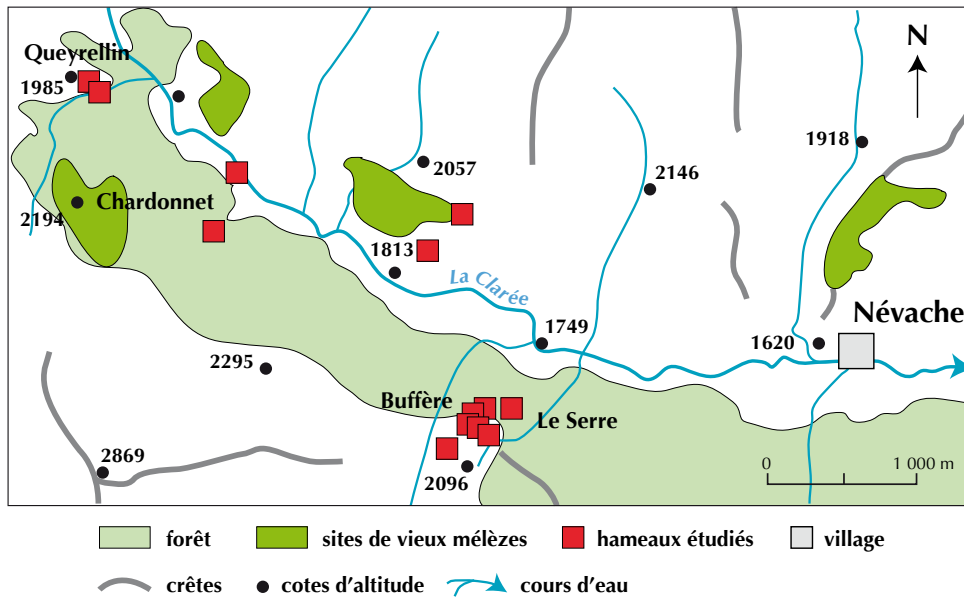 Queyrellin
N
1985
1918
2057
2146
Chardonnet
2194
1813
La Clarée
Névache
1749
1620
2295
Buffère
Le Serre
2869
2096
0 1 000 m
forêt sites de vieux mélèzes hameaux étudiés village
crêtes cotes d'altitude cours d'eau